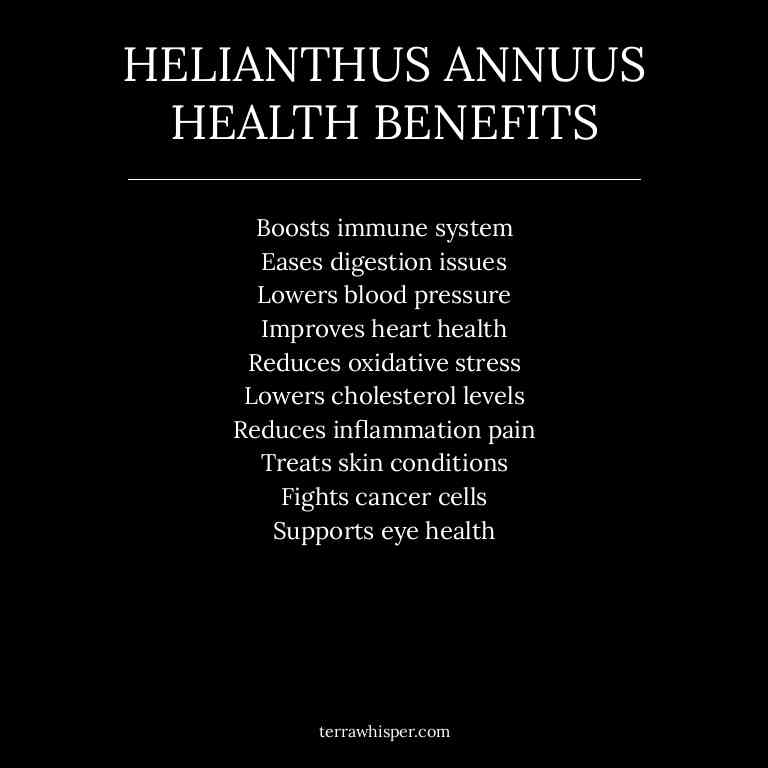 HELIANTHUS ANNUUS
HEALTH BENEFITS
Boosts immune system
Eases digestion issues
Lowers blood pressure
Improves heart health
Reduces oxidative stress
Lowers cholesterol levels
Reduces inflammation pain
Treats skin conditions
Fights cancer cells
Supports eye health
terrawhisper.com